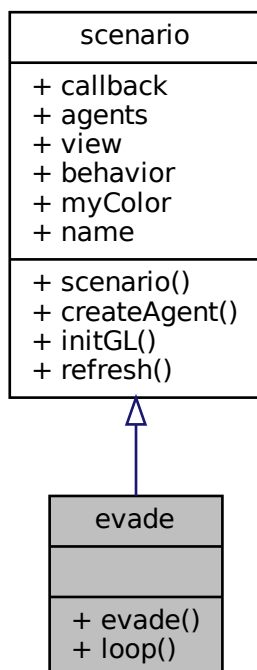 scenario
+ callback
+ agents
+ view
+ behavior
+ myColor
+ name
+ scenario()
+ createAgent()
+ initGL()
+ refresh()
evade
+ evade()
+ loop()